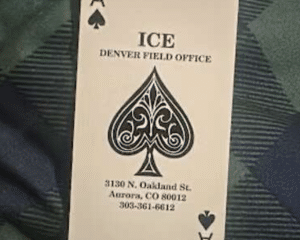 A
ICE
DENVER FIELD OFFICE
3130 N. Oakland St.
Aurora, CO 80012
303-361-6612
A